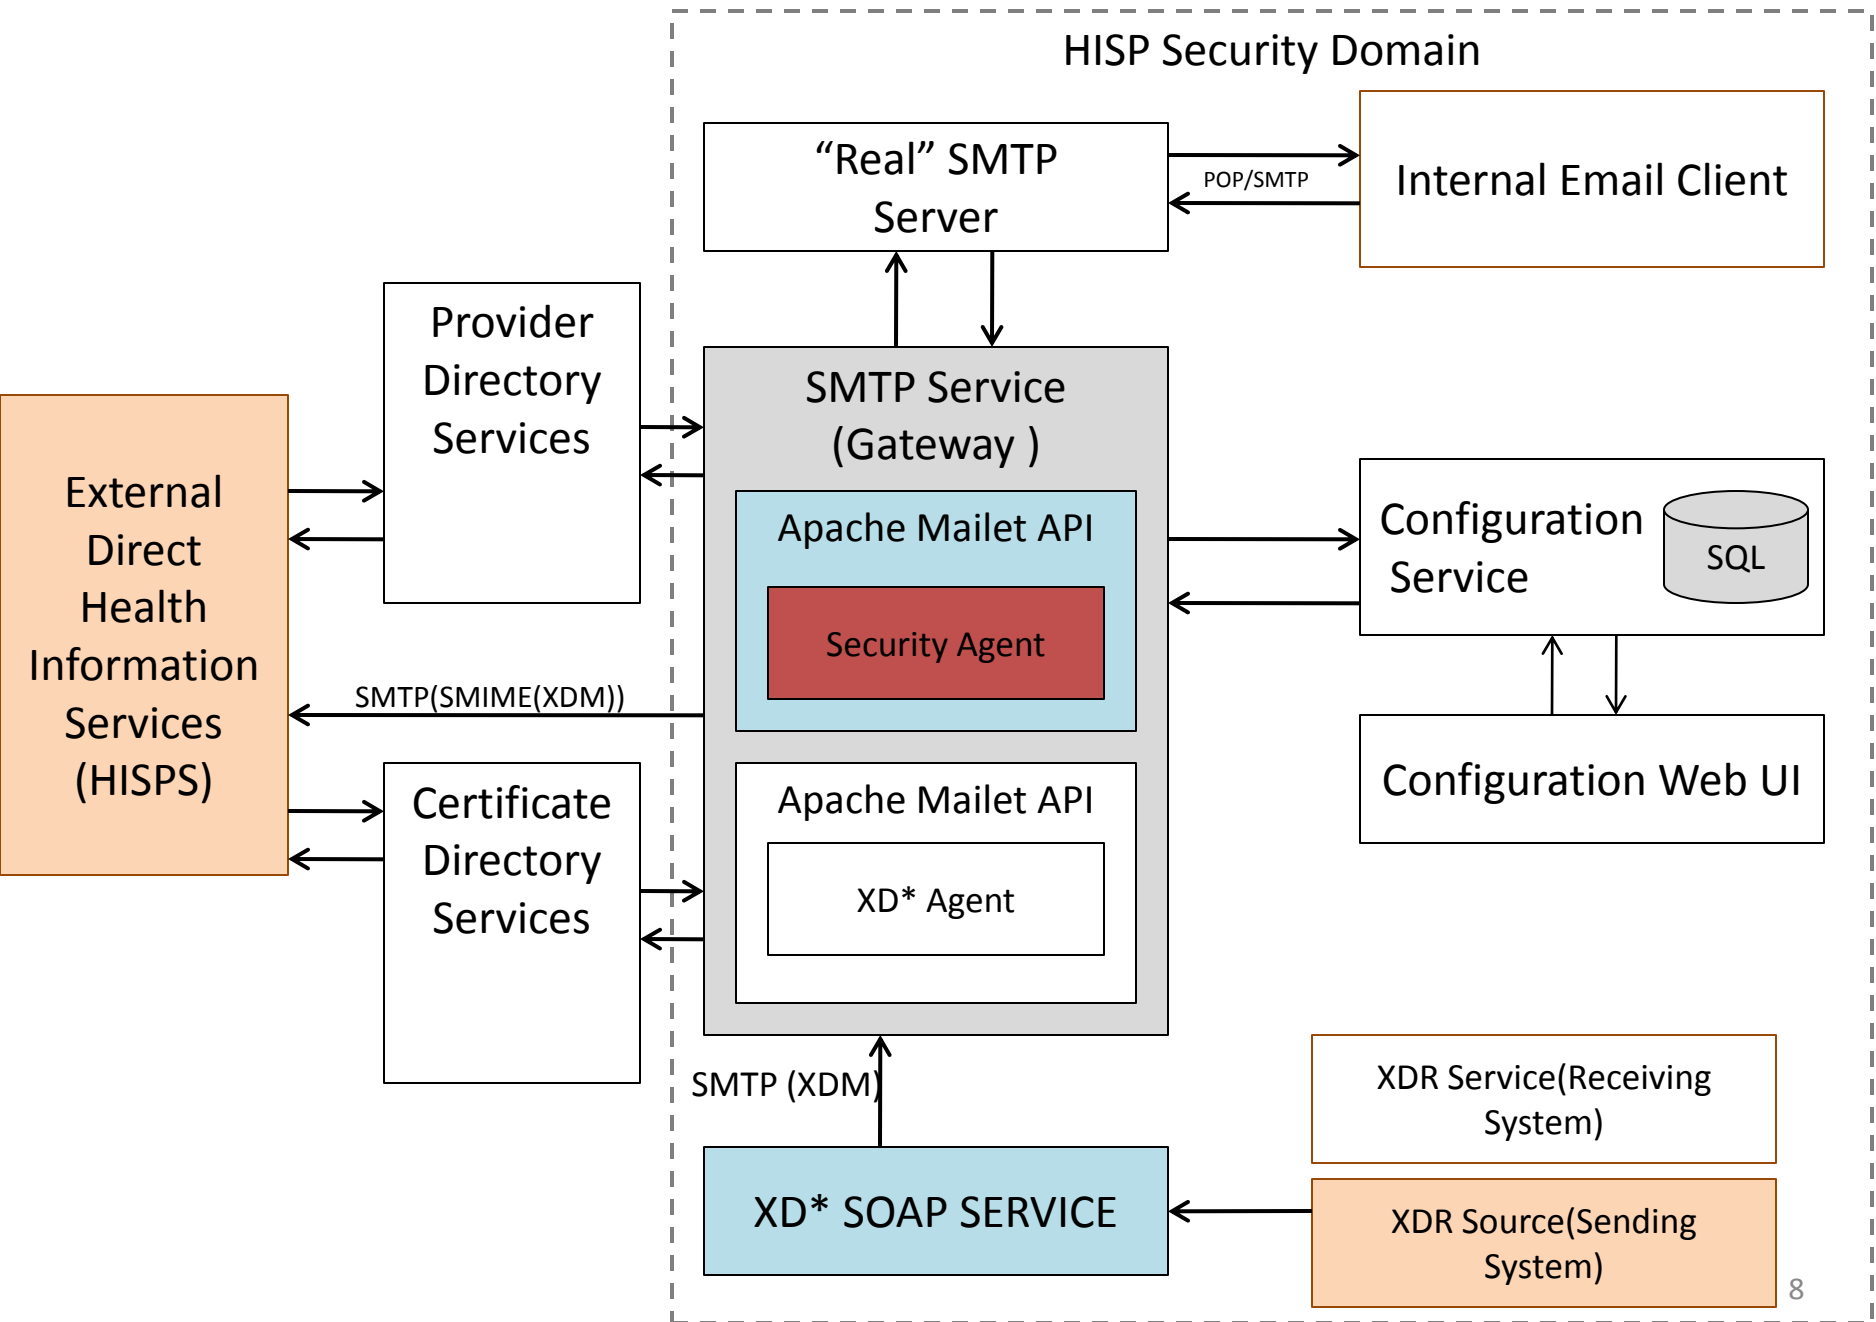 HISP Security Domain
“Real” SMTP
Server
POP/SMTP
Internal Email Client
Provider
Directory
Services
SMTP Service
(Gateway )
External
Direct
Health
Information
Services
(HISPS)
Apache Mailet API
Security Agent
Configuration
Service
SQL
SMTP(SMIME(XDM))
Configuration Web UI
Certificate
Directory
Services
Apache Mailet API
XD* Agent
SMTP (XDM)
XDR Service(Receiving
System)
XD* SOAP SERVICE
XDR Source(Sending
System)
8